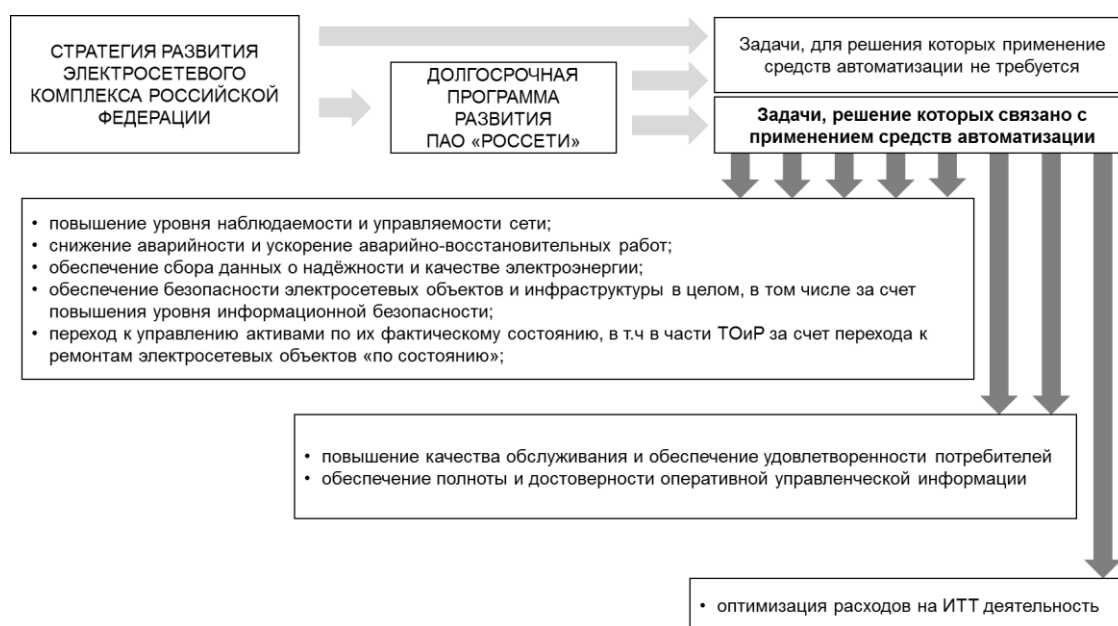 СТРАТЕГИЯ РАЗВИТИЯ
ЭЛЕКТРОСЕТЕВОГО
КОМПЛЕКСА РОССИЙСКОЙ
ФЕДЕРАЦИИ
ДОЛГОСРОЧНАЯ
ПРОГРАММА
РАЗВИТИЯ
ПАО «РОССЕТИ»
Задачи, для решения которых применение
средств автоматизации не требуется
Задачи, решение которых связано с
применением средств автоматизации
• повышение уровня наблюдаемости и управляемости сети;
• снижение аварийности и ускорение аварийно-восстановительных работ;
• обеспечение сбора данных о надёжности и качестве электроэнергии;
• обеспечение безопасности электросетевых объектов и инфраструктуры в целом, в том числе за счет
повышения уровня информационной безопасности;
• переход к управлению активами по их фактическому состоянию, в т.ч в части ТОиР за счет перехода к
ремонтам электросетевых объектов «по состоянию»;
• повышение качества обслуживания и обеспечение удовлетворенности потребителей
• обеспечение полноты и достоверности оперативной управленческой информации
• оптимизация расходов на ИТТ деятельность